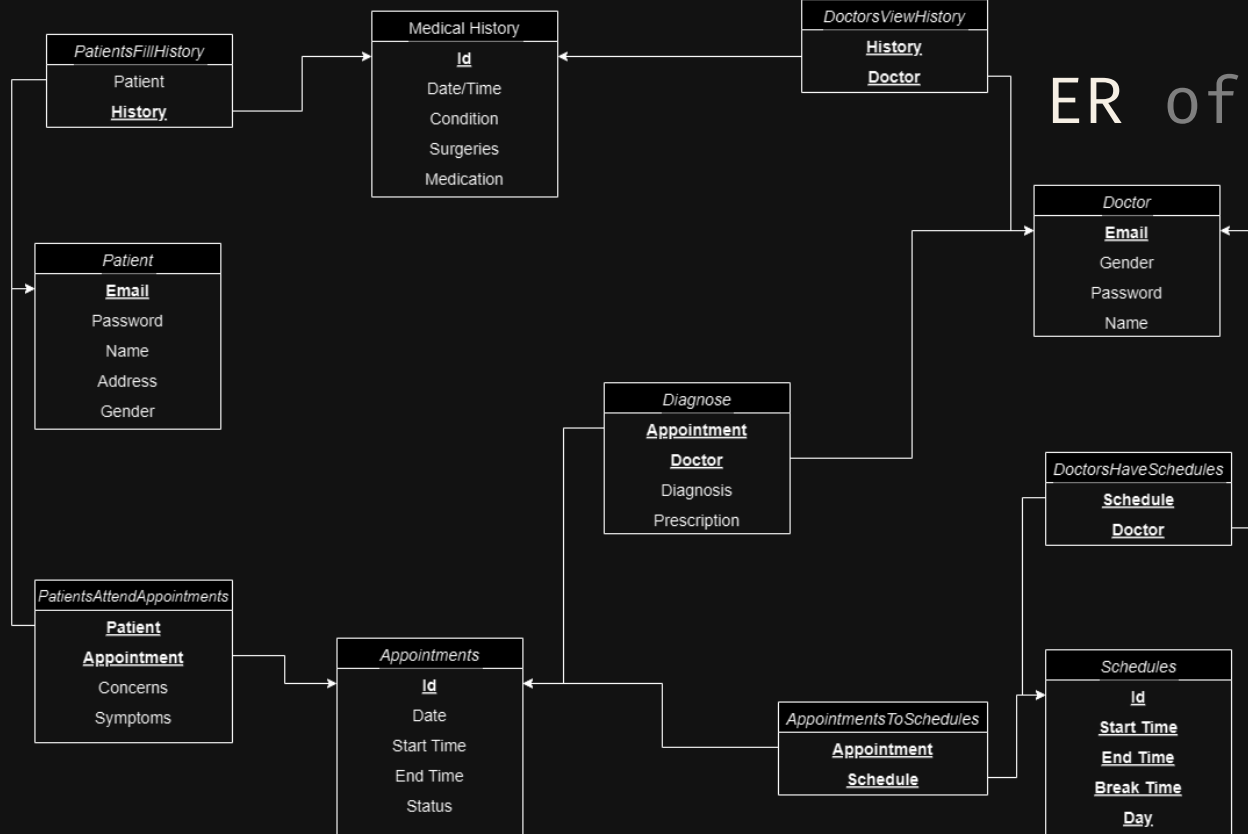 PatientsFillHistory
Patient
History
Medical History
Id
Date/Time
Condition
Surgeries
Medication
DoctorsViewHistory
History
Doctor
ER of
Patient
Email
Password
Name
Address
Gender
Doctor
Email
Gender
Password
Name
Diagnose
Appointment
Doctor
Diagnosis
Prescription
DoctorsHaveSchedules
Schedule
Doctor
PatientsAttendAppointments
Patient
Appointment
Concerns
Symptoms
Appointments
Id
Date
Start Time
End Time
Status
AppointmentsToSchedules
Appointment
Schedule
Schedules
Id
Start Time
End Time
Break Time
Day